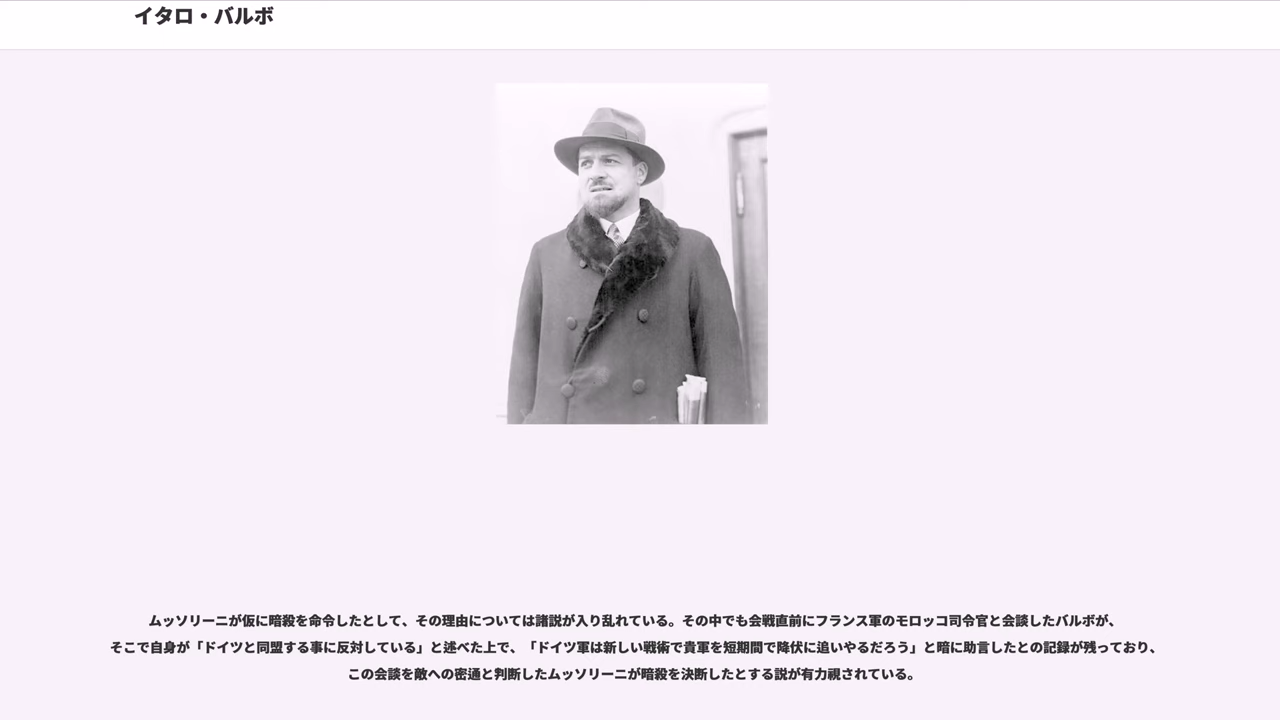 イタロ・バルボ
ムッソリーニが仮に暗殺を命令したとして、その理由については諸説が入り乱れている。その中でも会戦直前にフランス軍のモロッコ司令官と会談したバルボが、
そこで自身が「ドイツと同盟する事に反対している」と述べた上で、「ドイツ軍は新しい戦術で貴軍を短期間で降伏に追いやるだろう」と暗に助言したとの記録が残っており、
この会談を敵への密通と判断したムッソリーニが暗殺を決断したとする説が有力視されている。